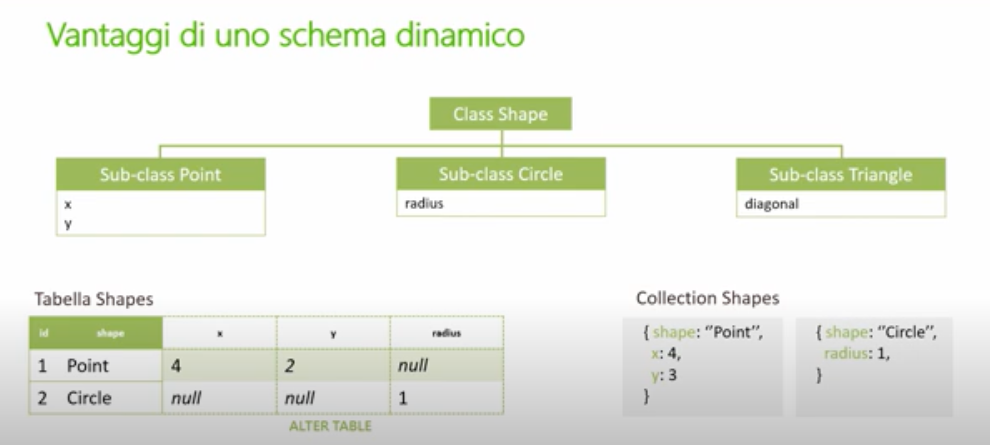 Vantaggi di uno schema dinamico
Class Shape
Sub-class Point
x
y
Sub-class Circle
radius
Sub-class Triangle
diagonal
Tabella Shapes
id shape x y radius
1 Point 4 2 null
2 Circle null null 1
ALTER TABLE
Collection Shapes
{ shape: “Point”,
x: 4,
y: 3
}
{ shape: “Circle”,
radius: 1,
}